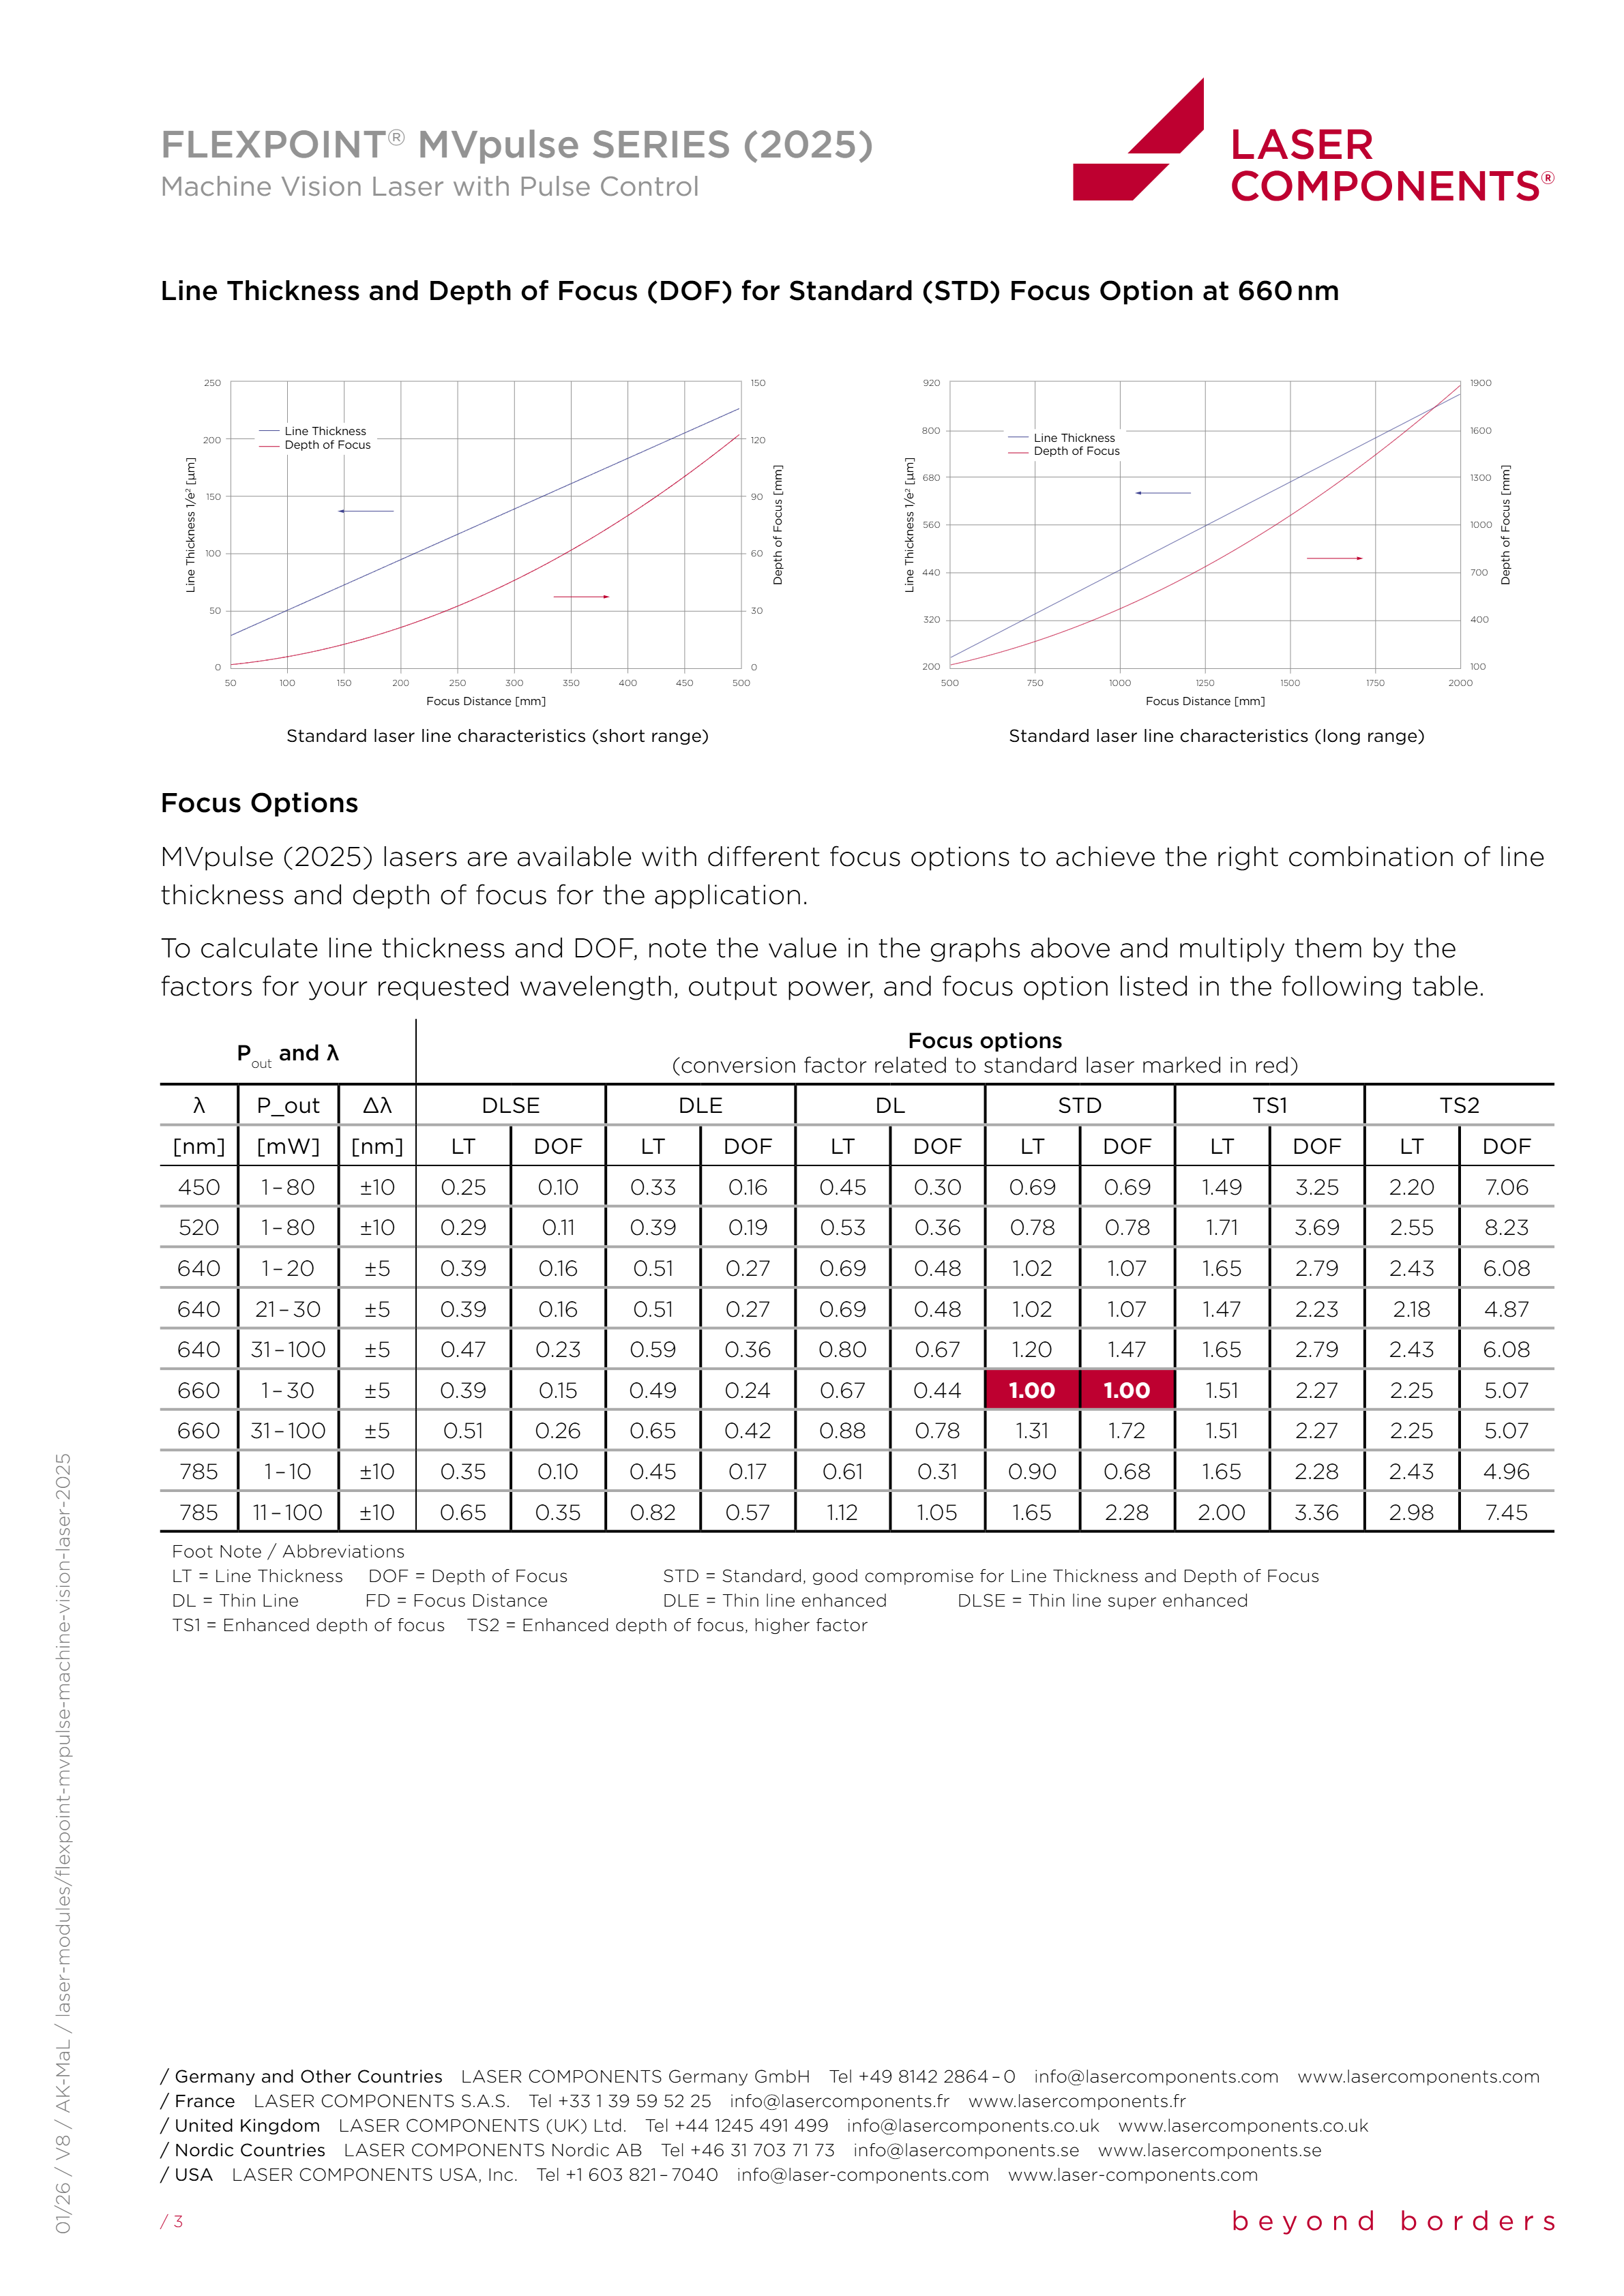 FLEXPOINT® MVpulse SERIES (2025)
Machine Vision Laser with Pulse Control
LASER
COMPONENTS®
Line Thickness and Depth of Focus (DOF) for Standard (STD) Focus Option at 660 nm
250
200
150
100
50
0
Line Thickness 1/e² [µm]
Line Thickness
Depth of Focus
150
120
90
60
30
0
Depth of Focus [mm]
50 100 150 200 250 300 350 400 450 500
Focus Distance [mm]
Standard laser line characteristics (short range)
920
800
680
560
440
320
200
Line Thickness 1/e² [µm]
Line Thickness
Depth of Focus
1900
1600
1300
1000
700
400
100
Depth of Focus [mm]
500 750 1000 1250 1500 1750 2000
Focus Distance [mm]
Standard laser line characteristics (long range)
Focus Options
MVpulse (2025) lasers are available with different focus options to achieve the right combination of line
thickness and depth of focus for the application.
To calculate line thickness and DOF, note the value in the graphs above and multiply them by the
factors for your requested wavelength, output power, and focus option listed in the following table.
Pout and λ
Focus options
(conversion factor related to standard laser marked in red)
λ P_out Δλ DLSE DLE DL STD TS1 TS2
[nm] [mW] [nm] LT DOF LT DOF LT DOF LT DOF LT DOF LT DOF
450 1–80 ±10 0.25 0.10 0.33 0.16 0.45 0.30 0.69 0.69 1.49 3.25 2.20 7.06
520 1–80 ±10 0.29 0.11 0.39 0.19 0.53 0.36 0.78 0.78 1.71 3.69 2.55 8.23
640 1–20 ±5 0.39 0.16 0.51 0.27 0.69 0.48 1.02 1.07 1.65 2.79 2.43 6.08
640 21–30 ±5 0.39 0.16 0.51 0.27 0.69 0.48 1.02 1.07 1.47 2.23 2.18 4.87
640 31–100 ±5 0.47 0.23 0.59 0.36 0.80 0.67 1.20 1.47 1.65 2.79 2.43 6.08
660 1–30 ±5 0.39 0.15 0.49 0.24 0.67 0.44 1.00 1.00 1.51 2.27 2.25 5.07
660 31–100 ±5 0.51 0.26 0.65 0.42 0.88 0.78 1.31 1.72 1.51 2.27 2.25 5.07
785 1–10 ±10 0.35 0.10 0.45 0.17 0.61 0.31 0.90 0.68 1.65 2.28 2.43 4.96
785 11–100 ±10 0.65 0.35 0.82 0.57 1.12 1.05 1.65 2.28 2.00 3.36 2.98 7.45
Foot Note / Abbreviations
LT = Line Thickness DOF = Depth of Focus STD = Standard, good compromise for Line Thickness and Depth of Focus
DL = Thin Line FD = Focus Distance DLE = Thin line enhanced DLSE = Thin line super enhanced
TS1 = Enhanced depth of focus TS2 = Enhanced depth of focus, higher factor
01/26 / V8 / AK-MaL / laser-modules/flexpoint-mvpulse-machine-vision-laser-2025
/ Germany and Other Countries LASER COMPONENTS Germany GmbH Tel +49 8142 2864–0 info@lasercomponents.com www.lasercomponents.com
/ France LASER COMPONENTS S.A.S. Tel +33 1 39 59 52 25 info@lasercomponents.fr www.lasercomponents.fr
/ United Kingdom LASER COMPONENTS (UK) Ltd. Tel +44 1245 491 499 info@lasercomponents.co.uk www.lasercomponents.co.uk
/ Nordic Countries LASER COMPONENTS Nordic AB Tel +46 31 703 71 73 info@lasercomponents.se www.lasercomponents.se
/ USA LASER COMPONENTS USA, Inc. Tel +1 603 821–7040 info@laser-components.com www.laser-components.com
/ 3
beyond borders